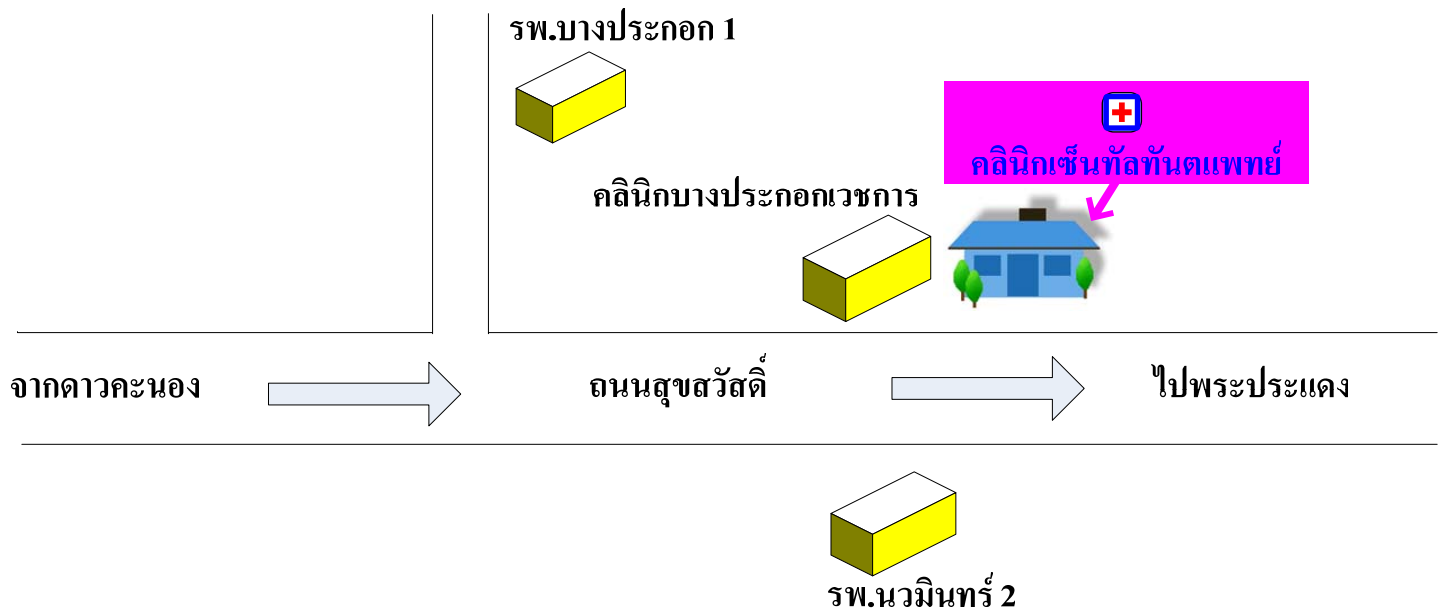 รพ.บางประกอก 1
คลินิกเซ็นทัลทันตแพทย์
คลินิกบางประกอกเวชการ
จากดาวคะนอง
ถนนสุขสวัสดิ์
ไปพระประแดง
รพ.นวมินทร์ 2